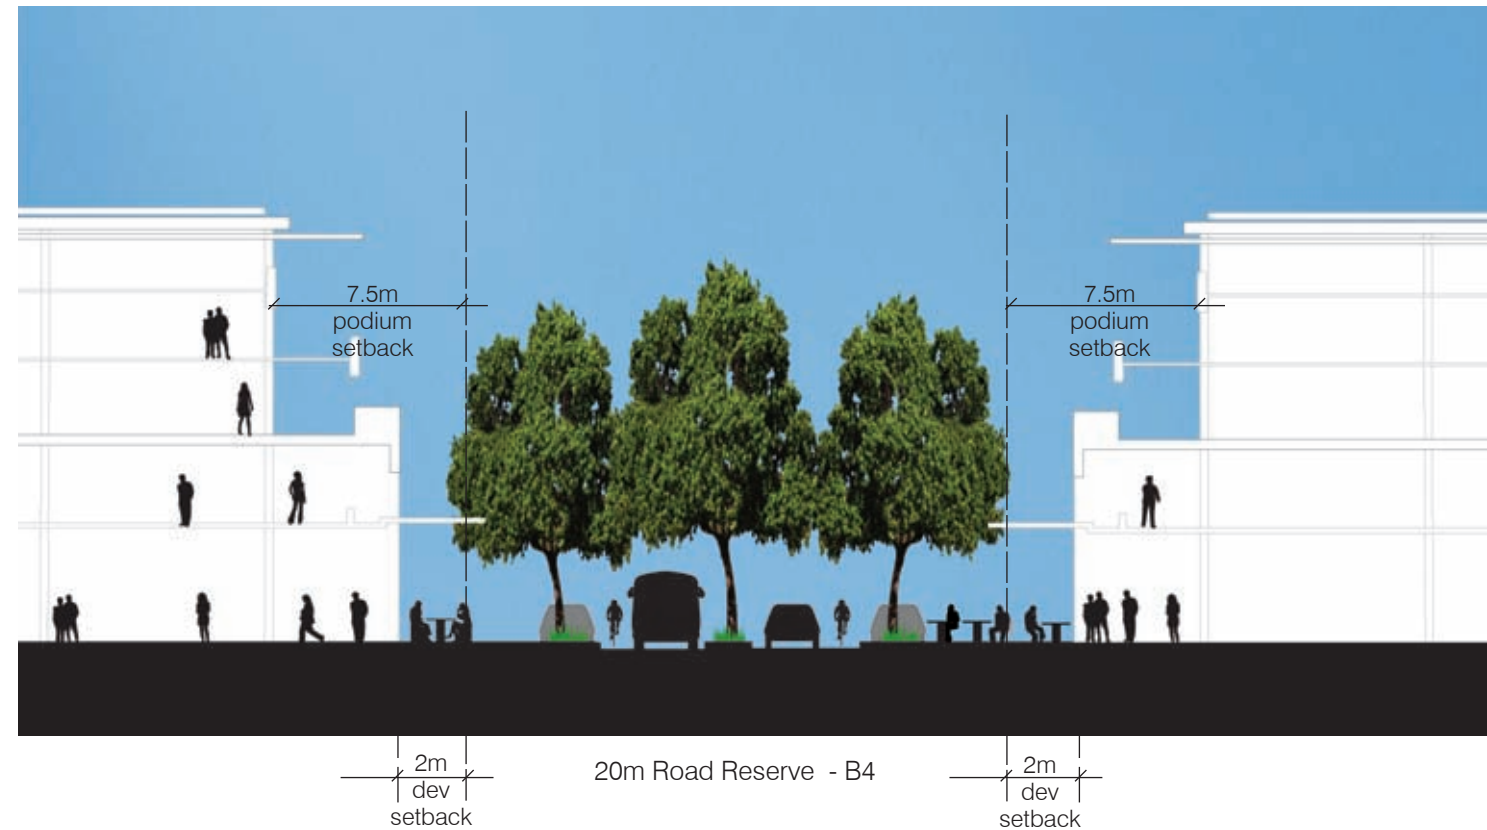 7.5m
podium
setback
7.5m
podium
setback
2m
dev
setback
20m Road Reserve - B4
2m
dev
setback